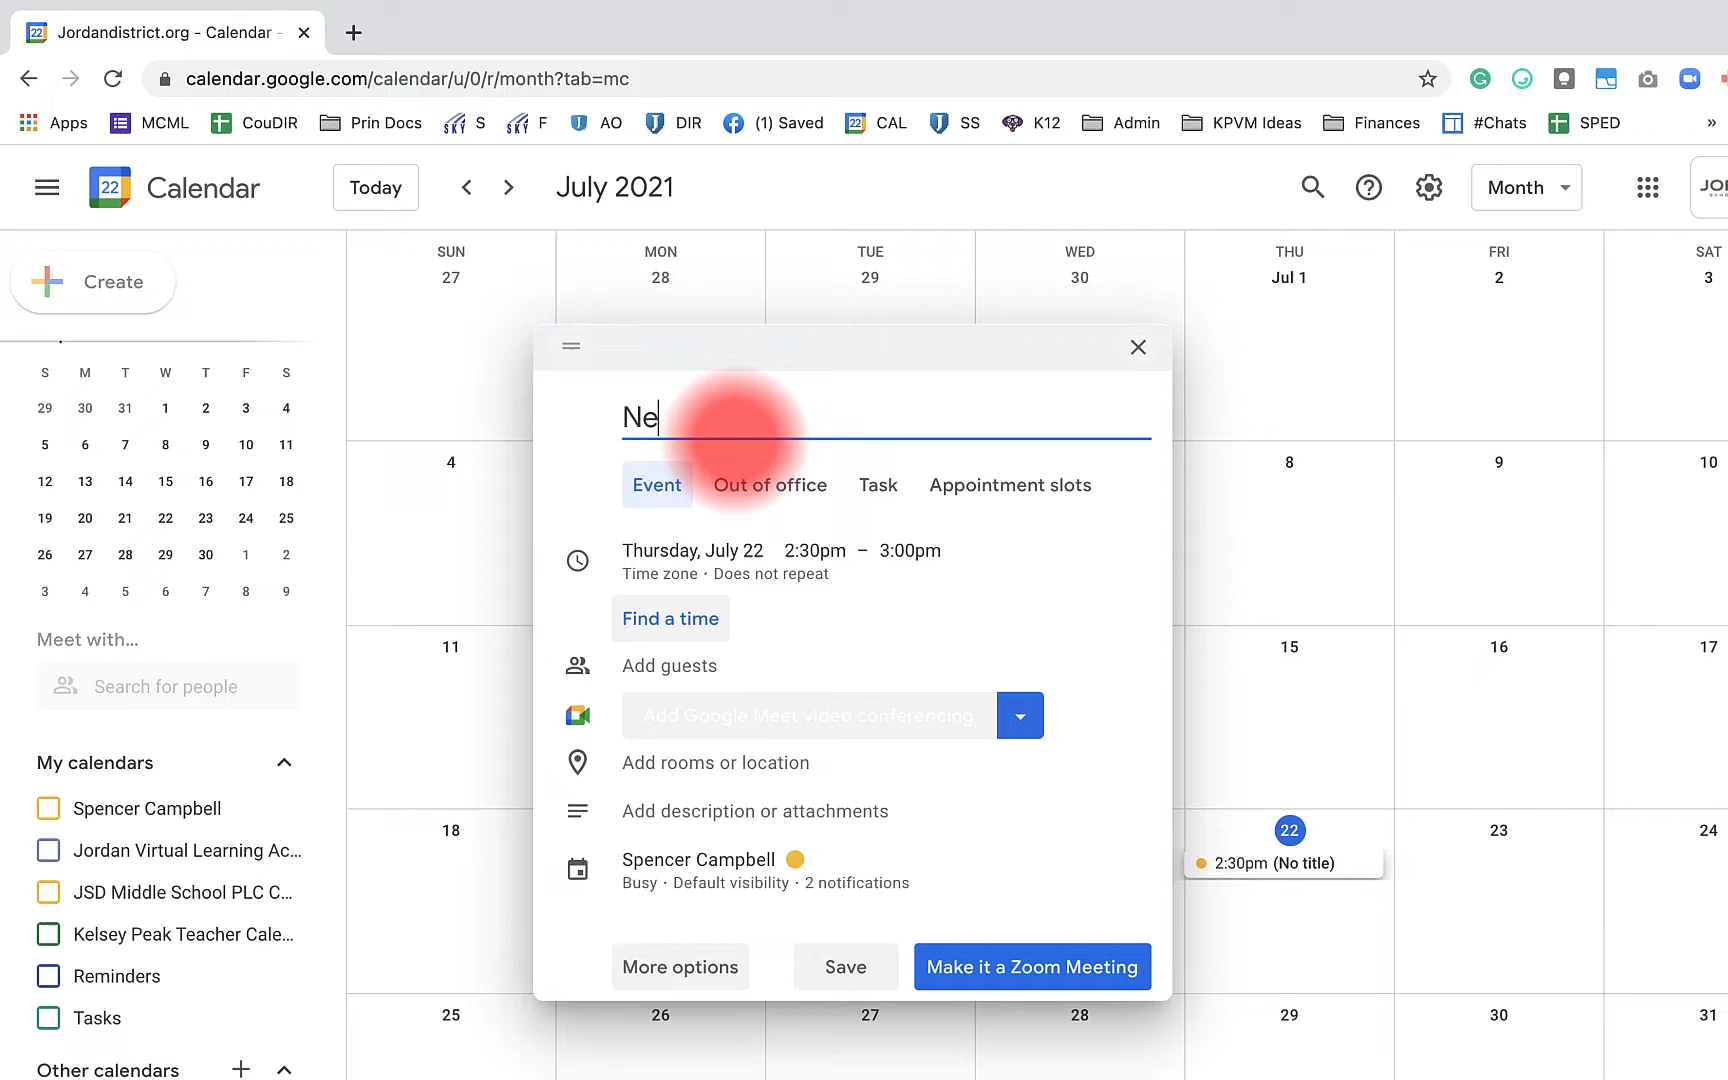 Jordandistrict.org - Calendar -
calendar.google.com/calendar/u/0/r/month?tab=mc
Apps MCML CouDIR Prin Docs S F AO DIR (1) Saved CAL SS K12 Admin KPVM Ideas Finances #Chats SPED »
22 Calendar Today July 2021 Month
Create
SUN MON TUE WED THU FRI SAT
27 28 29 30 Jul 1 2 3
S M T W T F S
29 30 31 1 2 3 4
5 6 7 8 9 10 11
12 13 14 15 16 17 18
19 20 21 22 23 24 25
26 27 28 29 30 1 2
3 4 5 6 7 8 9
Meet with...
Search for people
My calendars
Spencer Campbell
Jordan Virtual Learning Ac...
JSD Middle School PLC C...
Kelsey Peak Teacher Cale...
Reminders
Tasks
Other calendars
Ne
Event Out of office Task Appointment slots
Thursday, July 22 2:30pm – 3:00pm
Time zone · Does not repeat
Find a time
Add guests
Add Google Meet video conferencing
Add rooms or location
Add description or attachments
Spencer Campbell
Busy · Default visibility · 2 notifications
More options Save Make it a Zoom Meeting
4 8 9 10
11 15 16 17
18 22 23 24
2:30pm (No title)
25 26 27 28 29 30 31